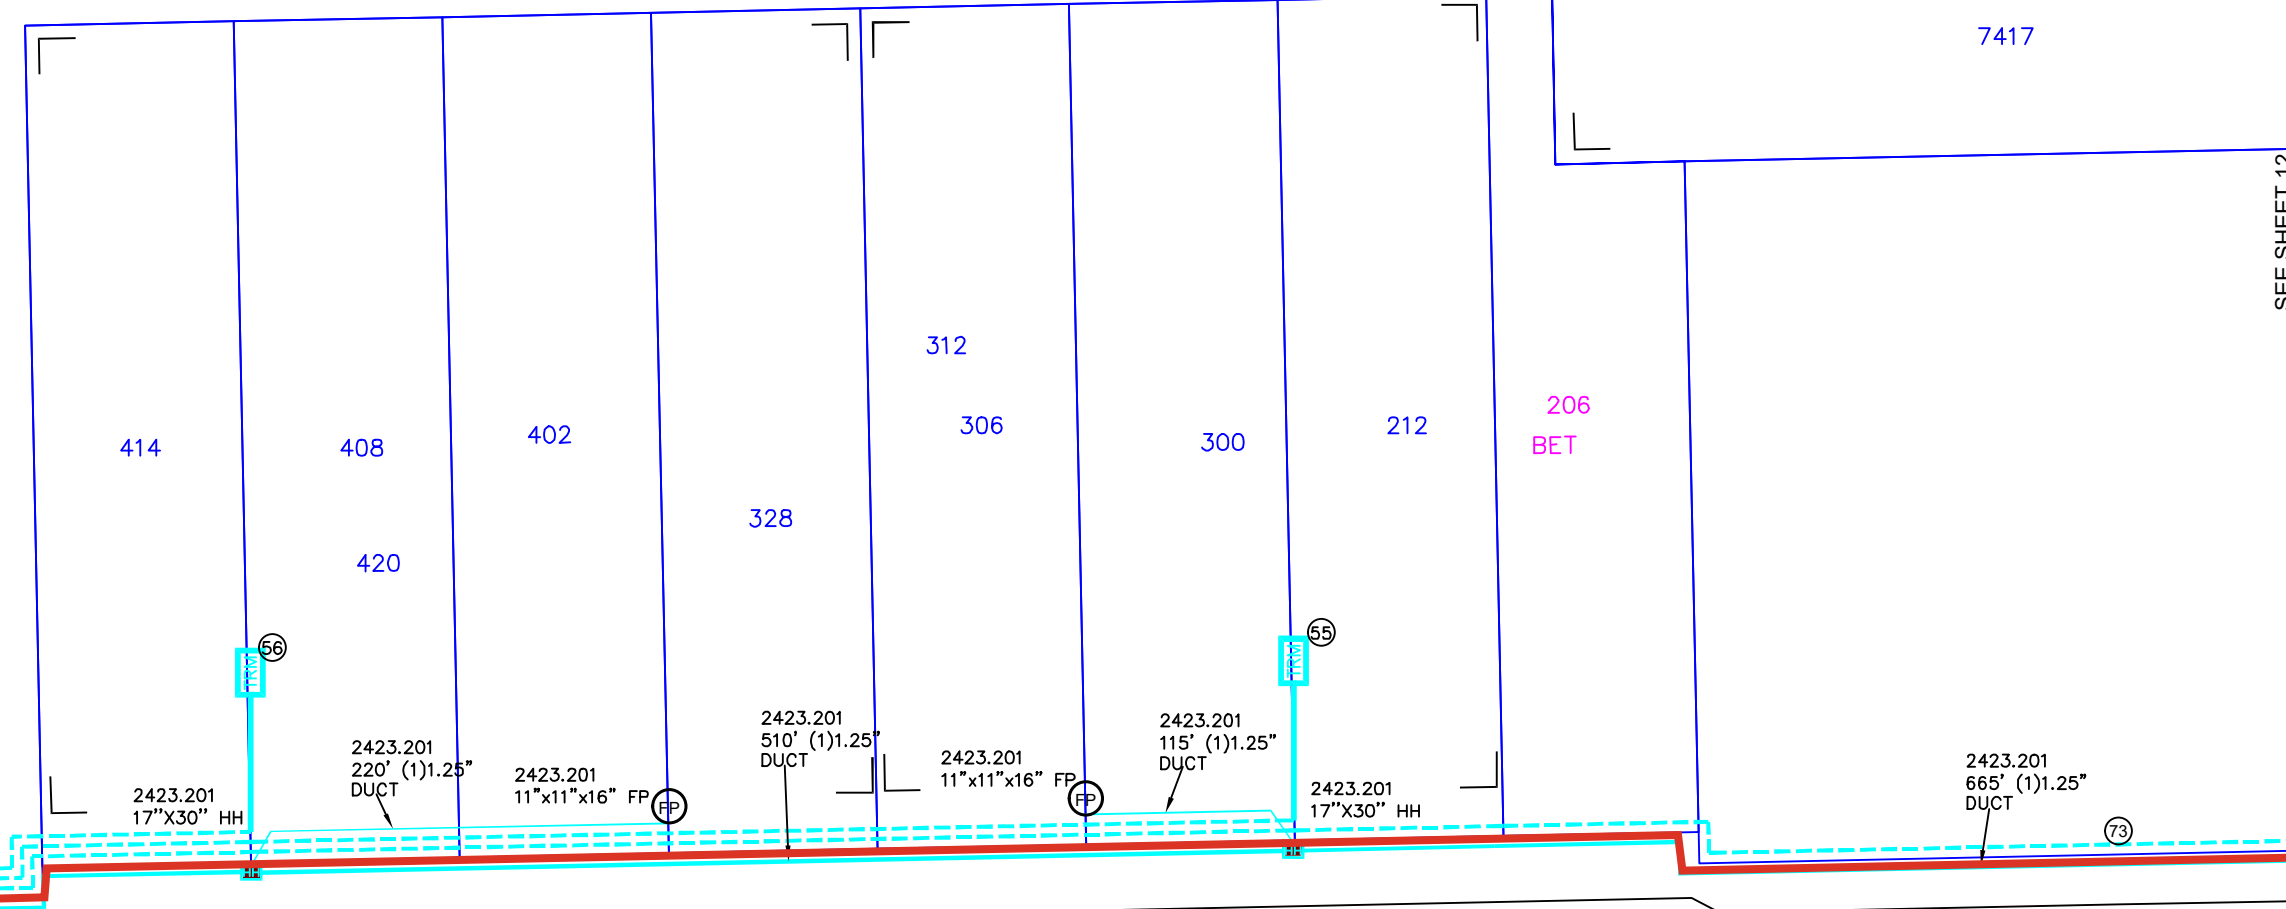 7417
SEE SHEET 12
312
306
206
BET
414
408
402
300
212
328
420
56
55
TRM
TRM
2423.201
510' (1)1.25"
DUCT
2423.201
115' (1)1.25"
DUCT
2423.201
220' (1)1.25"
DUCT
2423.201
11"x11"x16" FP
FP
2423.201
11"x11"x16" FP
FP
2423.201
17"X30" HH
2423.201
17"X30" HH
2423.201
665' (1)1.25"
DUCT
73